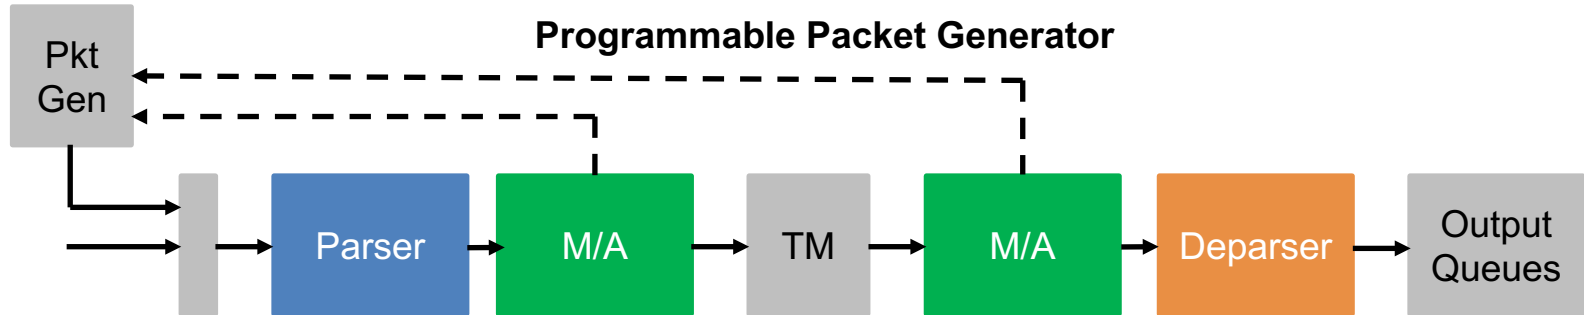 Programmable Packet Generator
Pkt
Gen
Parser
M/A
TM
M/A
Deparser
Output
Queues